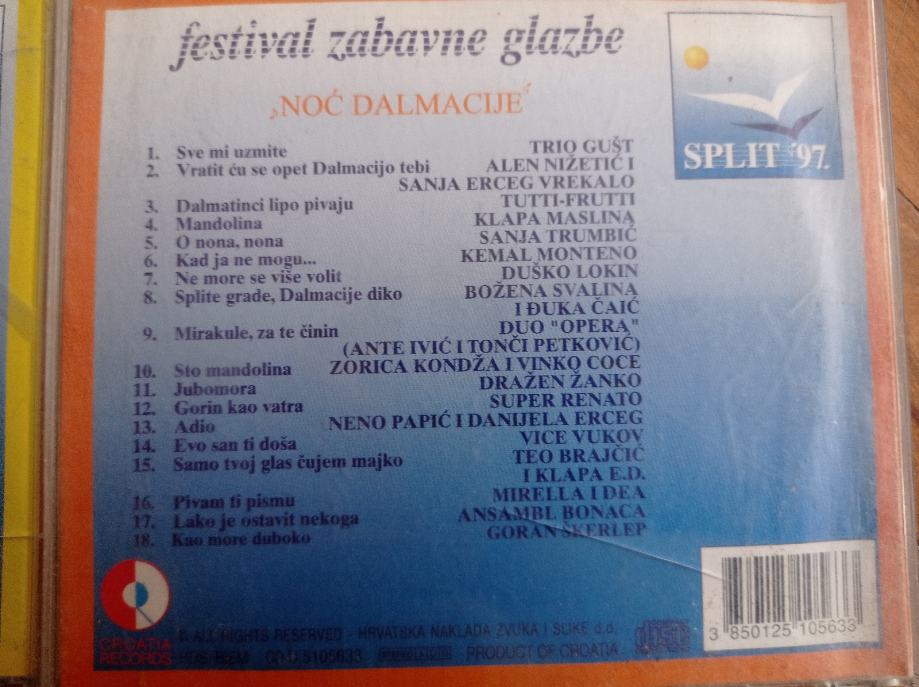 festival zabavne glazbe
„NOĆ DALMACIJE"
SPLIT '97.
1. Sve mi uzmite TRIO GUŠT
2. Vratit ću se opet Dalmacijo tebi ALEN NIŽETIĆ I
SANJA ERCEG VREKALO
3. Dalmatinci lipo pivaju TUTTI-FRUTTI
4. Mandolina KLAPA MASLINA
5. O nona, nona SANJA TRUMBIĆ
6. Kad ja ne mogu... KEMAL MONTENO
7. Ne more se više volit DUŠKO LOKIN
8. Splite grade, Dalmacije diko BOŽENA SVALINA
I ĐUKA ČAIĆ
9. Mirakule, za te činin DUO "OPERA"
(ANTE IVIĆ I TONČI PETKOVIĆ)
10. Sto mandolina ZORICA KONDŽA I VINKO COCE
11. Jubomora DRAŽEN ŽANKO
12. Gorin kao vatra SUPER RENATO
13. Adio NENO PAPIĆ I DANIJELA ERCEG
14. Evo san ti doša VICE VUKOV
15. Samo tvoj glas čujem majko TEO BRAJČIĆ
I KLAPA E.D.
16. Pivam ti pismu MIRELLA I DEA
17. Lako je ostavit nekoga ANSAMBL BONACA
18. Kao more duboko GORAN ŠKERLEP
CROATIA
RECORDS
© ALL RIGHTS RESERVED - HRVATSKA NAKLADA ZVUKA I SLIKE d.d.
CD-D 5105633 PRODUCT OF CROATIA
3 850125 105633